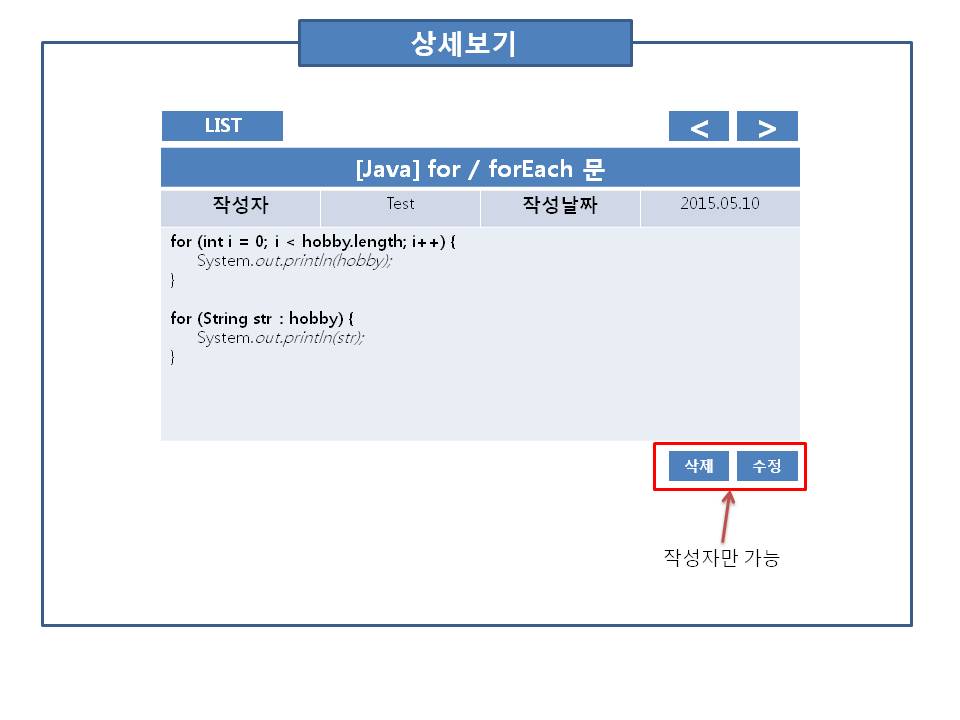 상세보기
LIST < >
[Java] for / forEach 문
작성자 Test 작성날짜 2015.05.10
for (int i = 0; i < hobby.length; i++) {
System.out.println(hobby);
}
for (String str : hobby) {
System.out.println(str);
}
삭제 수정
작성자만 가능